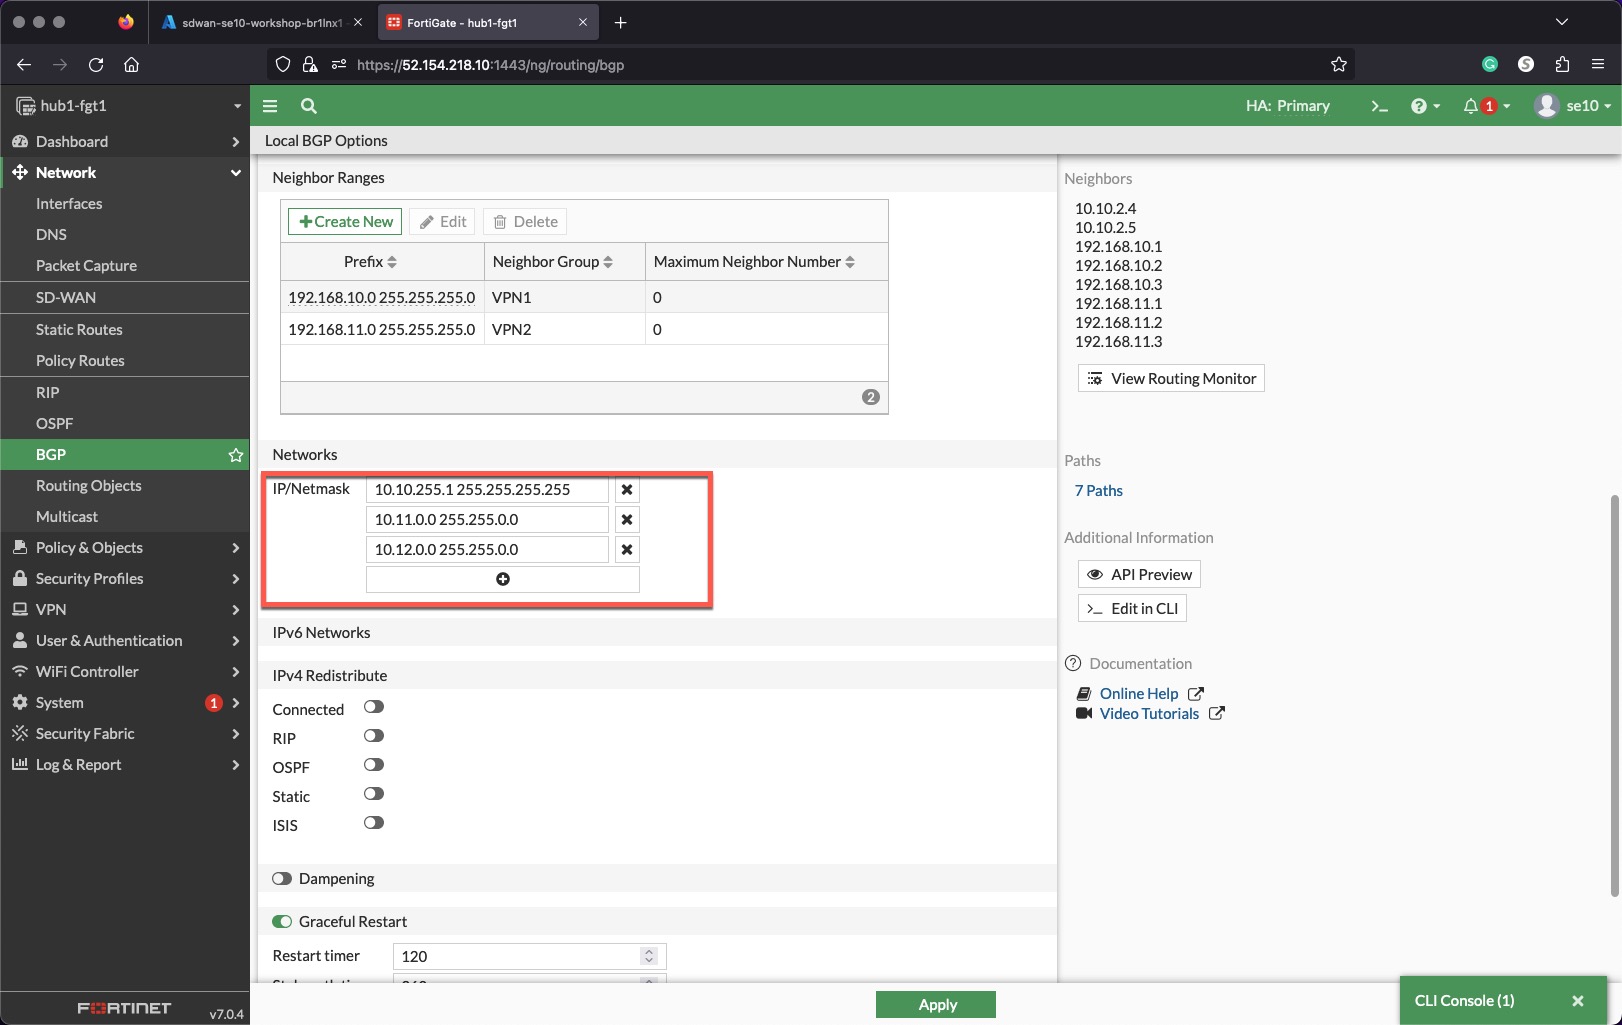 sdwan-se10-workshop-br1lnx1
FortiGate - hub1-fgt1
https://52.154.218.10:1443/ng/routing/bgp
hub1-fgt1
HA: Primary
1
se10
Dashboard
Network
Interfaces
DNS
Packet Capture
SD-WAN
Static Routes
Policy Routes
RIP
OSPF
BGP
Routing Objects
Multicast
Policy & Objects
Security Profiles
VPN
User & Authentication
WiFi Controller
System
1
Security Fabric
Log & Report
FORTINET
v7.0.4
Local BGP Options
Neighbor Ranges
Create New
Edit
Delete
Prefix
Neighbor Group
Maximum Neighbor Number
192.168.10.0 255.255.255.0 VPN1 0
192.168.11.0 255.255.255.0 VPN2 0
2
Networks
IP/Netmask
10.10.255.1 255.255.255.255
10.11.0.0 255.255.0.0
10.12.0.0 255.255.0.0
IPv6 Networks
IPv4 Redistribute
Connected
RIP
OSPF
Static
ISIS
Dampening
Graceful Restart
Restart timer 120
Apply
Neighbors
10.10.2.4
10.10.2.5
192.168.10.1
192.168.10.2
192.168.10.3
192.168.11.1
192.168.11.2
192.168.11.3
View Routing Monitor
Paths
7 Paths
Additional Information
API Preview
Edit in CLI
Documentation
Online Help
Video Tutorials
CLI Console (1)